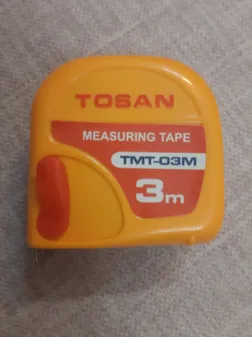 TOSAN
MEASURING TAPE
TMT-03M
3m